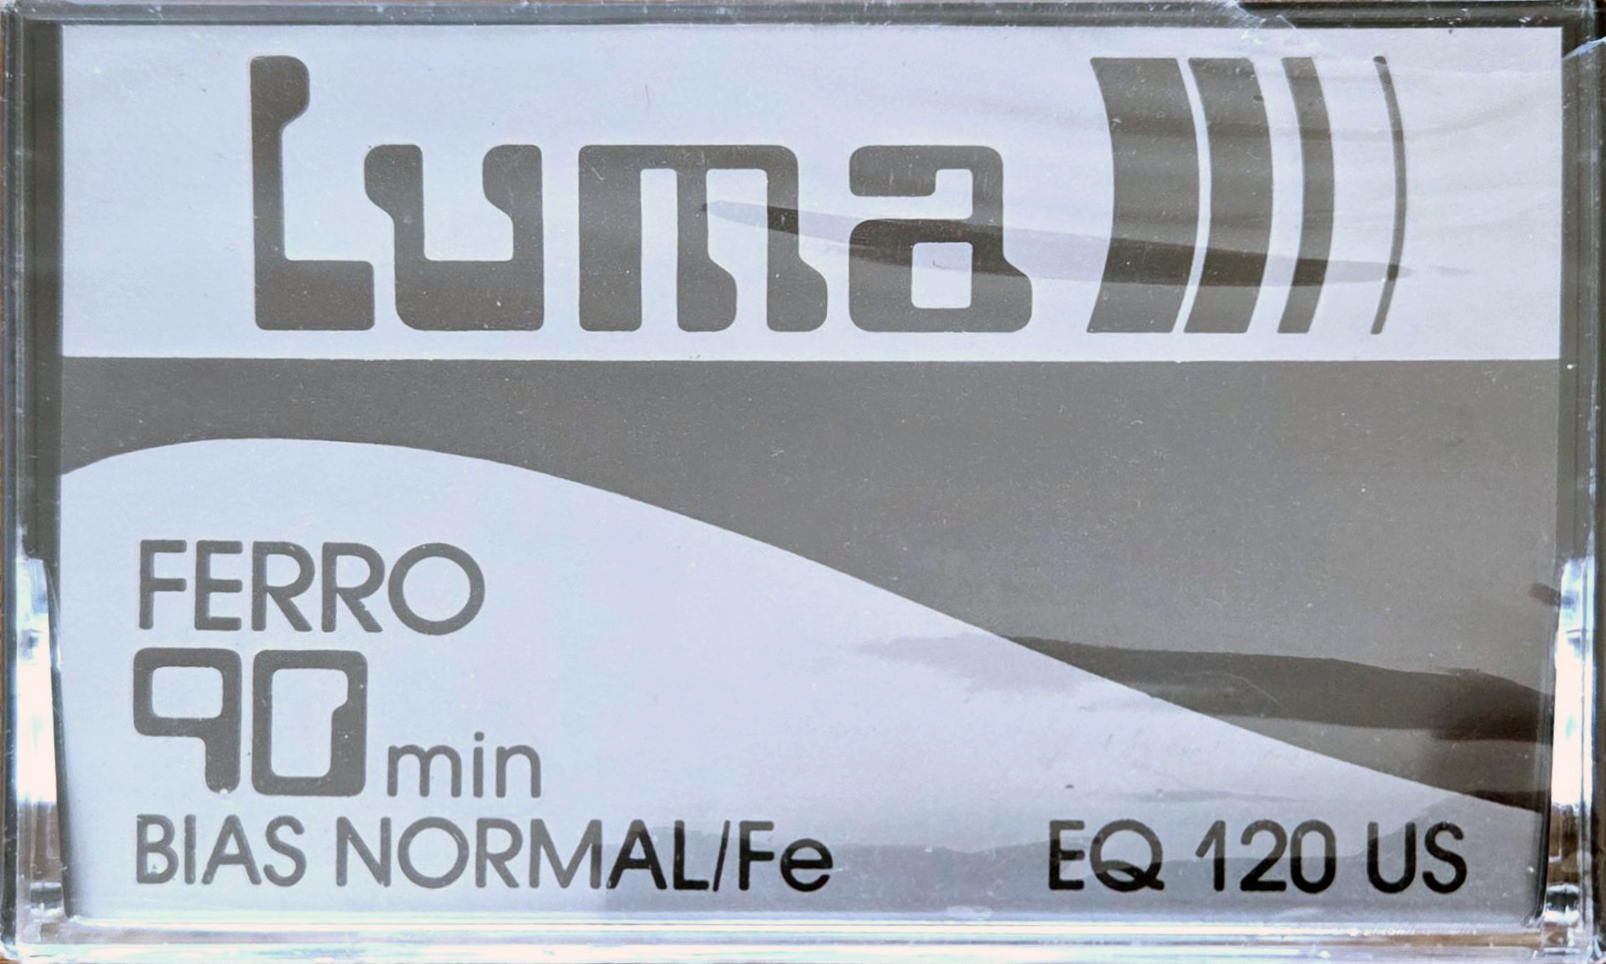 Luma
FERRO
90 min
BIAS NORMAL/Fe
EQ 120 US